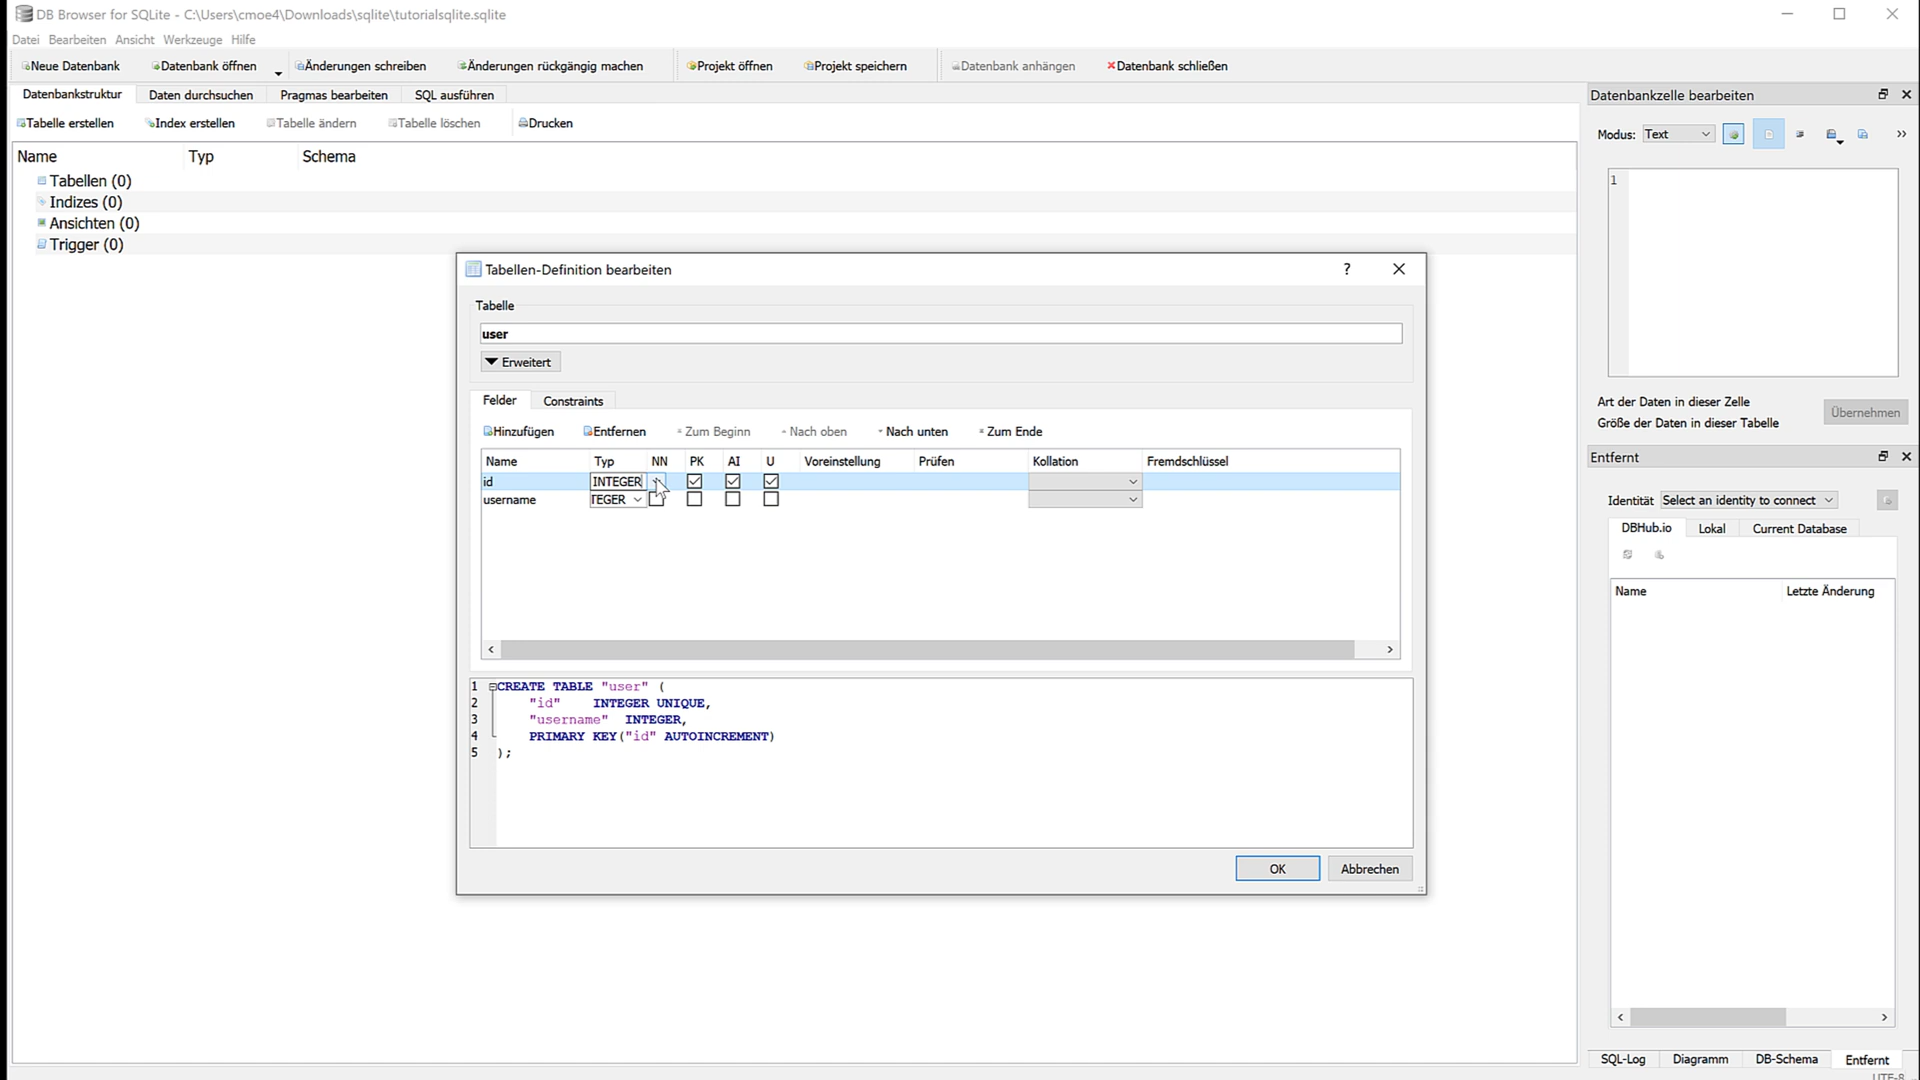 DB Browser for SQLite - C:\Users\cmoe4\Downloads\sqlite\tutorialsqlite.sqlite
Datei Bearbeiten Ansicht Werkzeuge Hilfe
Neue Datenbank Datenbank öffnen Änderungen schreiben Änderungen rückgängig machen Projekt öffnen Projekt speichern Datenbank anhängen Datenbank schließen
Datenbankstruktur Daten durchsuchen Pragmas bearbeiten SQL ausführen
Tabelle erstellen Index erstellen Tabelle ändern Tabelle löschen Drucken
Name Typ Schema
Tabellen (0)
Indizes (0)
Ansichten (0)
Trigger (0)
Tabellen-Definition bearbeiten ?
Tabelle
user
Erweitert
Felder Constraints
Hinzufügen Entfernen Zum Beginn Nach oben Nach unten Zum Ende
Name Typ NN PK AI U Voreinstellung Prüfen Kollation Fremdschlüssel
id INTEGER
username TEGER
1 CREATE TABLE "user" (
2 "id" INTEGER UNIQUE,
3 "username" INTEGER,
4 PRIMARY KEY("id" AUTOINCREMENT)
5 );
OK Abbrechen
Datenbankzelle bearbeiten
Modus: Text
1
Art der Daten in dieser Zelle
Größe der Daten in dieser Tabelle
Übernehmen
Entfernt
Identität Select an identity to connect
DBHub.io Lokal Current Database
Name Letzte Änderung
SQL-Log Diagramm DB-Schema Entfernt
UTF-8